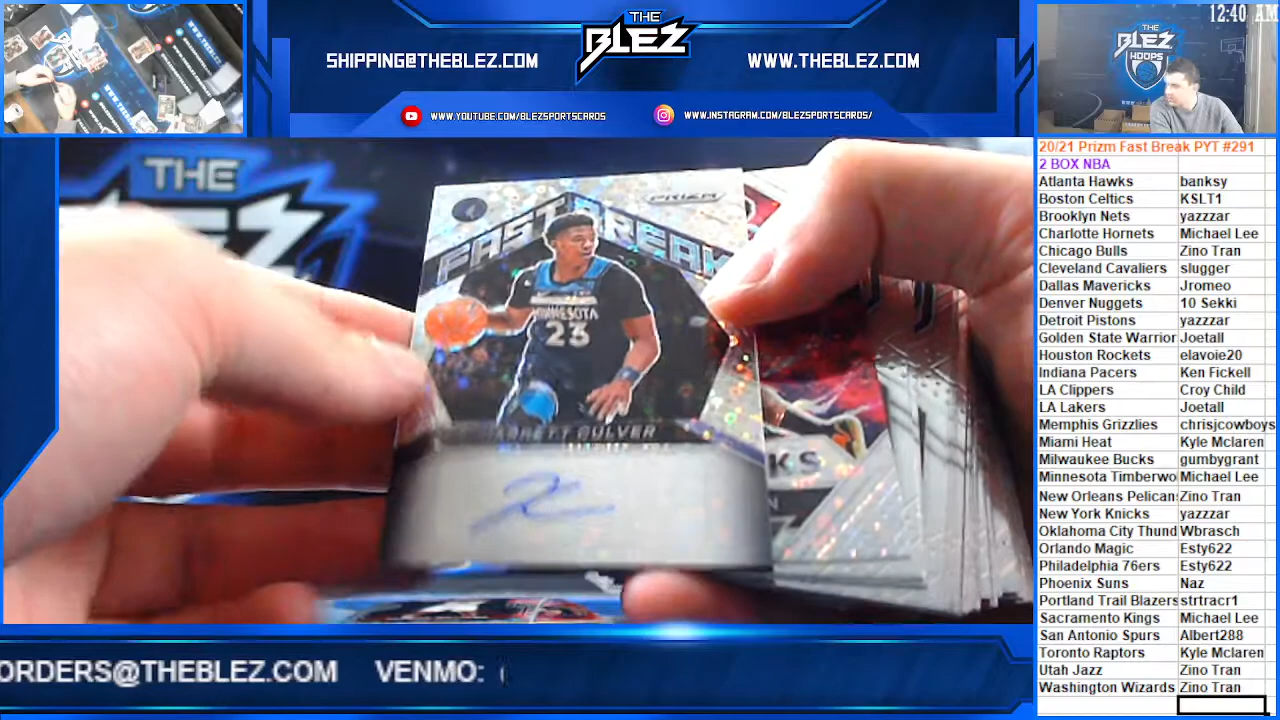 THE
BLEZ
SHIPPING@THEBLEZ.COM
WWW.THEBLEZ.COM
WWW.YOUTUBE.COM/BLEZSPORTSCARDS
WWW.INSTAGRAM.COM/BLEZSPORTSCARDS/
12:40 AM
THE
BLEZ
HOOPS
THE
PRIZM
FAST BREAK
MINNESOTA
23
JARRETT CULVER
KS
20/21 Prizm Fast Break PYT #291
2 BOX NBA
Atlanta Hawks banksy
Boston Celtics KSLT1
Brooklyn Nets yazzzar
Charlotte Hornets Michael Lee
Chicago Bulls Zino Tran
Cleveland Cavaliers slugger
Dallas Mavericks Jromeo
Denver Nuggets 10 Sekki
Detroit Pistons yazzzar
Golden State Warrior Joetall
Houston Rockets elavoie20
Indiana Pacers Ken Fickell
LA Clippers Croy Child
LA Lakers Joetall
Memphis Grizzlies chrisjcowboys
Miami Heat Kyle Mclaren
Milwaukee Bucks gumbygrant
Minnesota Timberwo Michael Lee
New Orleans Pelicans Zino Tran
New York Knicks yazzzar
Oklahoma City Thund Wbrasch
Orlando Magic Esty622
Philadelphia 76ers Esty622
Phoenix Suns Naz
Portland Trail Blazers strtracr1
Sacramento Kings Michael Lee
San Antonio Spurs Albert288
Toronto Raptors Kyle Mclaren
Utah Jazz Zino Tran
Washington Wizards Zino Tran
ORDERS@THEBLEZ.COM VENMO: